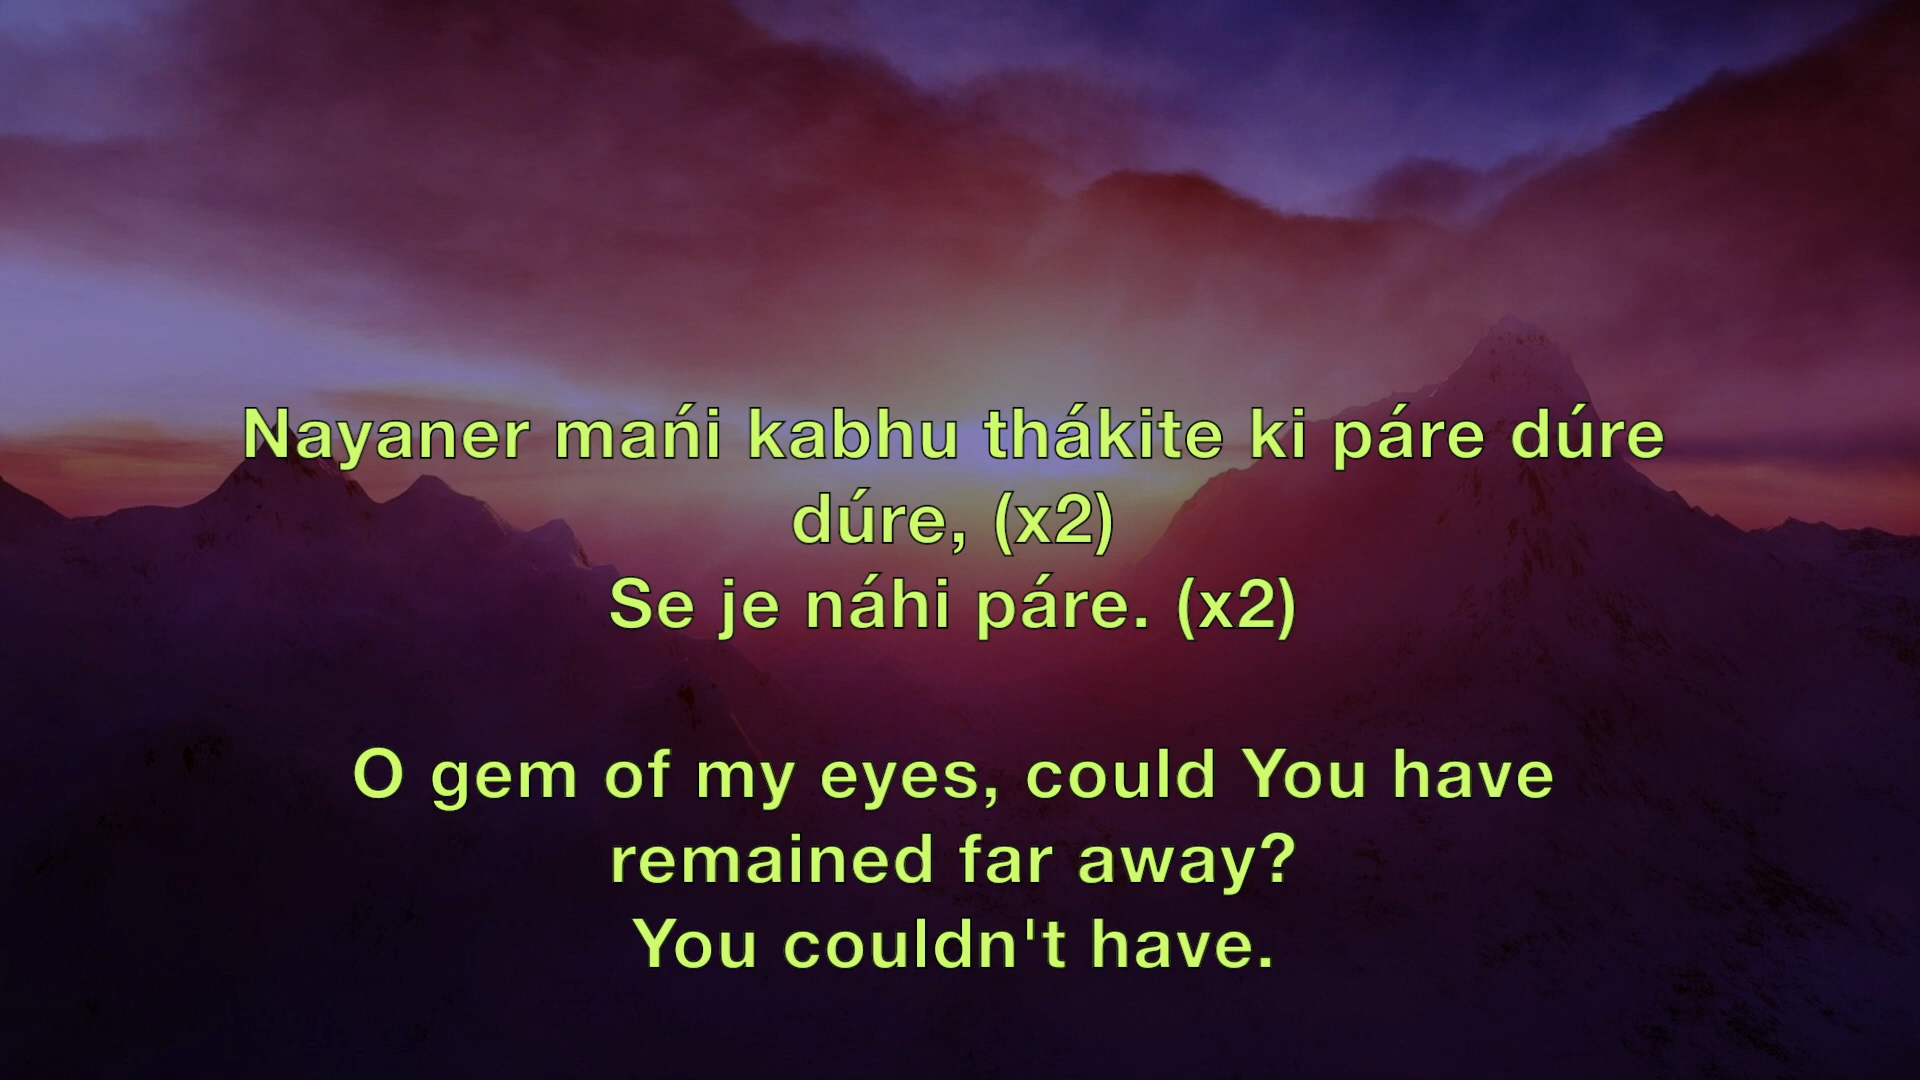 Nayaner mańi kabhu thákite ki páre dúre
dúre, (x2)
Se je náhi páre. (x2)
O gem of my eyes, could You have
remained far away?
You couldn't have.